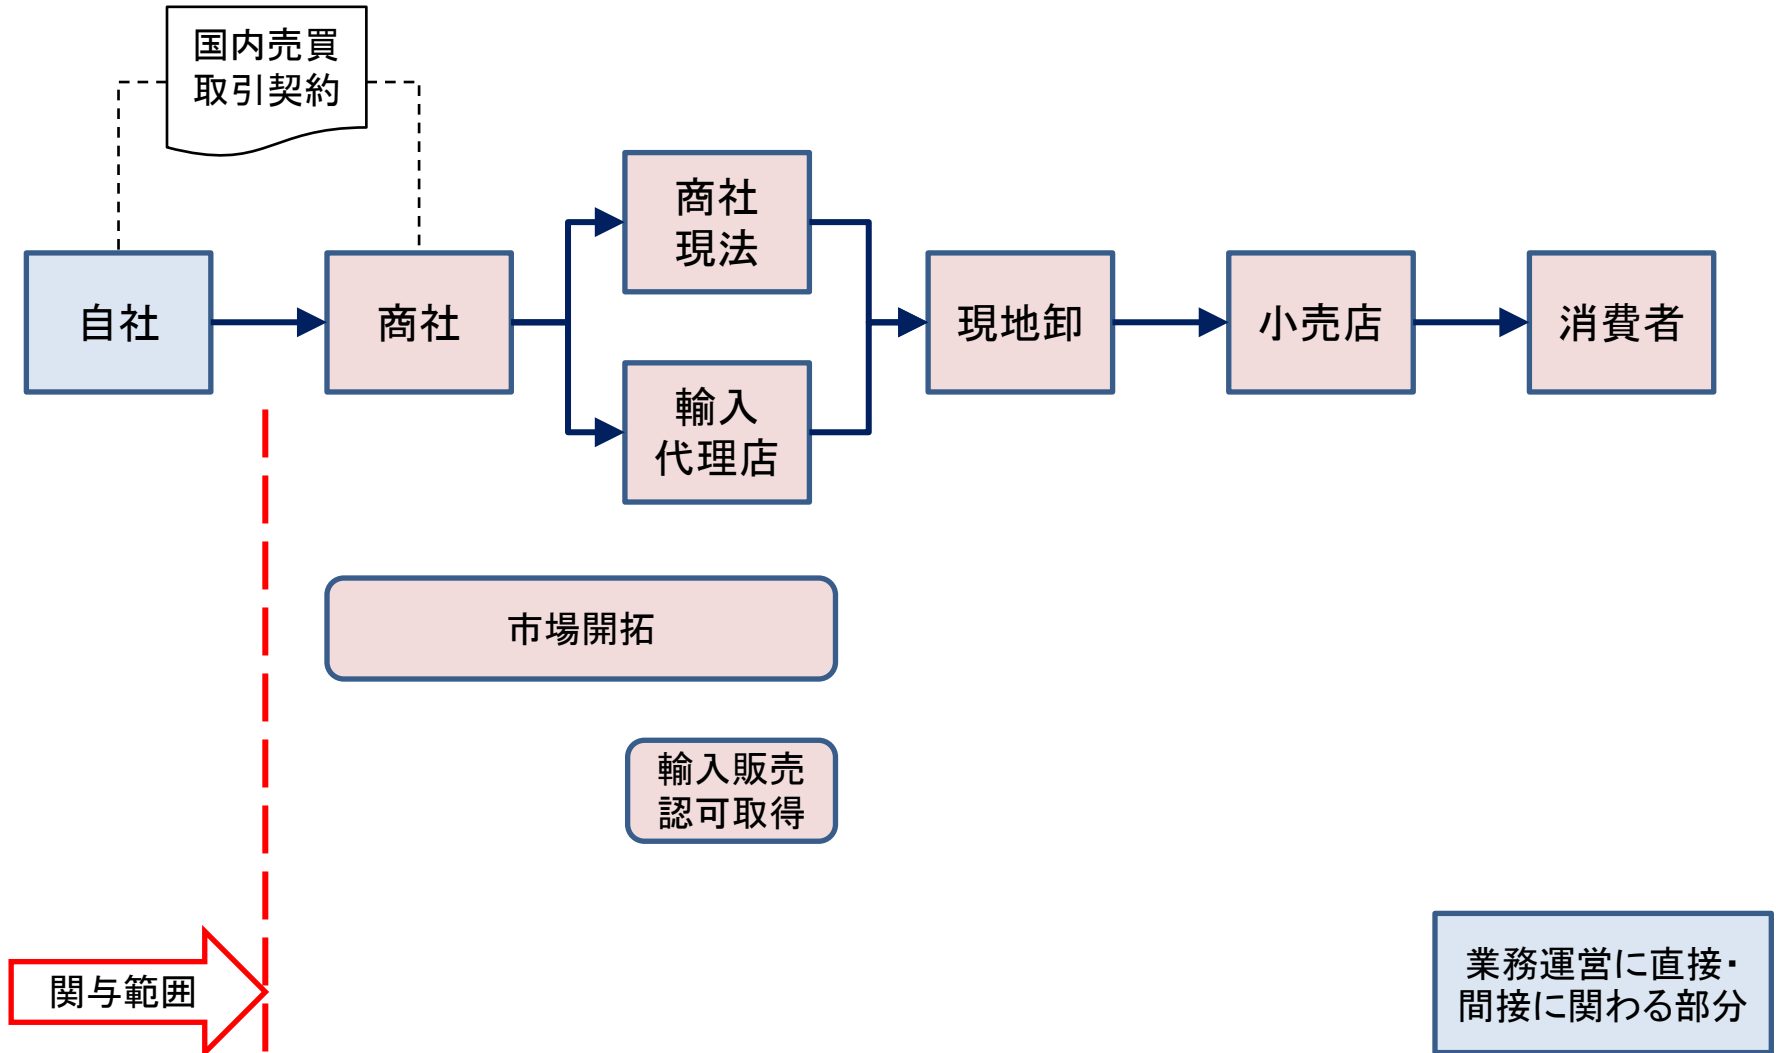 国内売買
取引契約
自社
商社
商社
現法
輸入
代理店
現地卸
小売店
消費者
市場開拓
輸入販売
認可取得
関与範囲
業務運営に直接・
間接に関わる部分